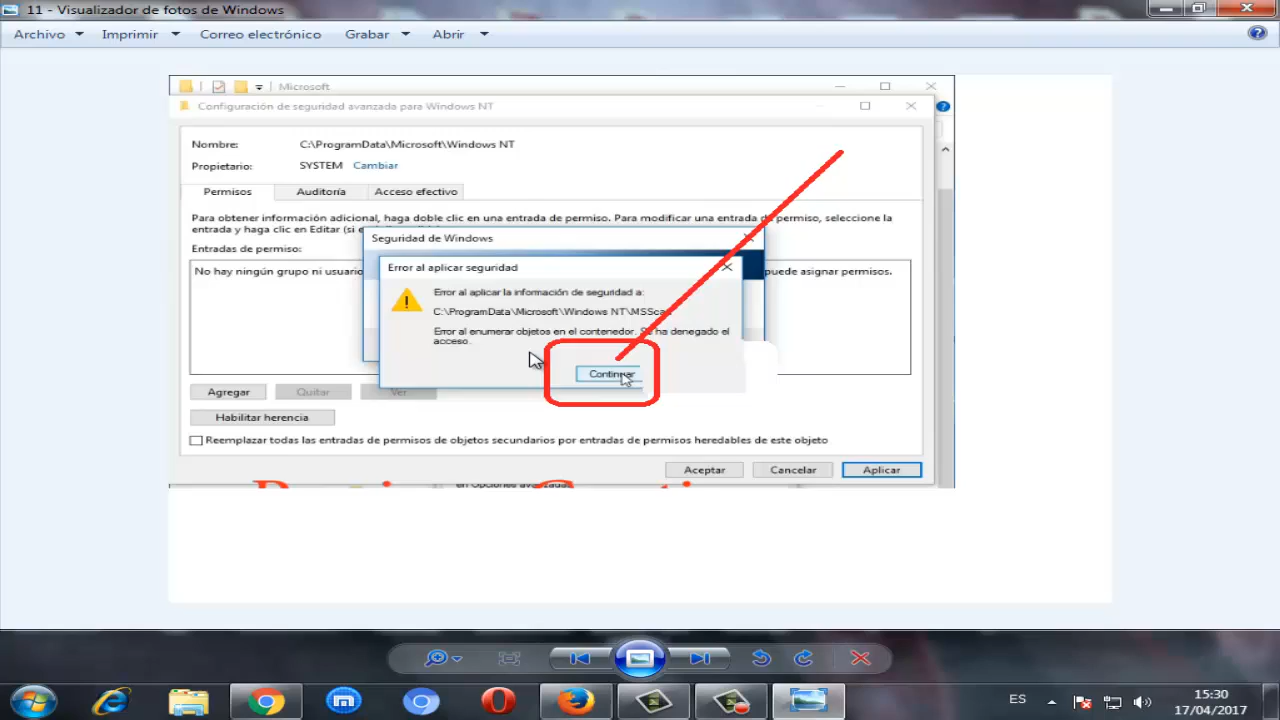 11 - Visualizador de fotos de Windows
Archivo Imprimir Correo electrónico Grabar Abrir
Microsoft
Configuración de seguridad avanzada para Windows NT
Nombre: C:\ProgramData\Microsoft\Windows NT
Propietario: SYSTEM Cambiar
Permisos Auditoría Acceso efectivo
Para obtener información adicional, haga doble clic en una entrada de permiso. Para modificar una entrada de permiso, seleccione la
entrada y haga clic en Editar (si
Entradas de permiso:
No hay ningún grupo ni usuario puede asignar permisos.
Seguridad de Windows
Error al aplicar seguridad
Error al aplicar la información de seguridad a:
C:\ProgramData\Microsoft\Windows NT\MSScan
Error al enumerar objetos en el contenedor. Se ha denegado el
acceso.
Continuar
Agregar Quitar Ver
Habilitar herencia
Reemplazar todas las entradas de permisos de objetos secundarios por entradas de permisos heredables de este objeto
Aceptar Cancelar Aplicar
en Opciones avanzadas
ES
15:30
17/04/2017